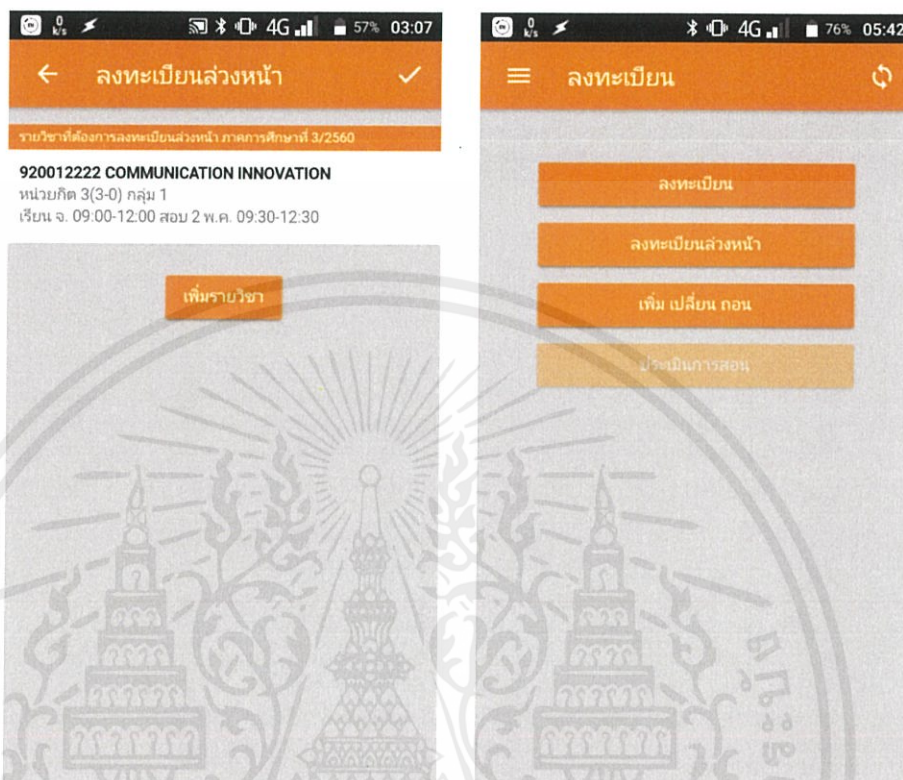 0 k/s 4G 57% 03:07
ลงทะเบียนล่วงหน้า
รายวิชาที่ต้องการลงทะเบียนล่วงหน้า ภาคการศึกษาที่ 3/2560
920012222 COMMUNICATION INNOVATION
หน่วยกิต 3(3-0) กลุ่ม 1
เรียน จ. 09:00-12:00 สอบ 2 พ.ค. 09:30-12:30
เพิ่มรายวิชา
0 k/s 4G 76% 05:42
ลงทะเบียน
ลงทะเบียน
ลงทะเบียนล่วงหน้า
เพิ่ม เปลี่ยน ถอน
ประเมินการสอน